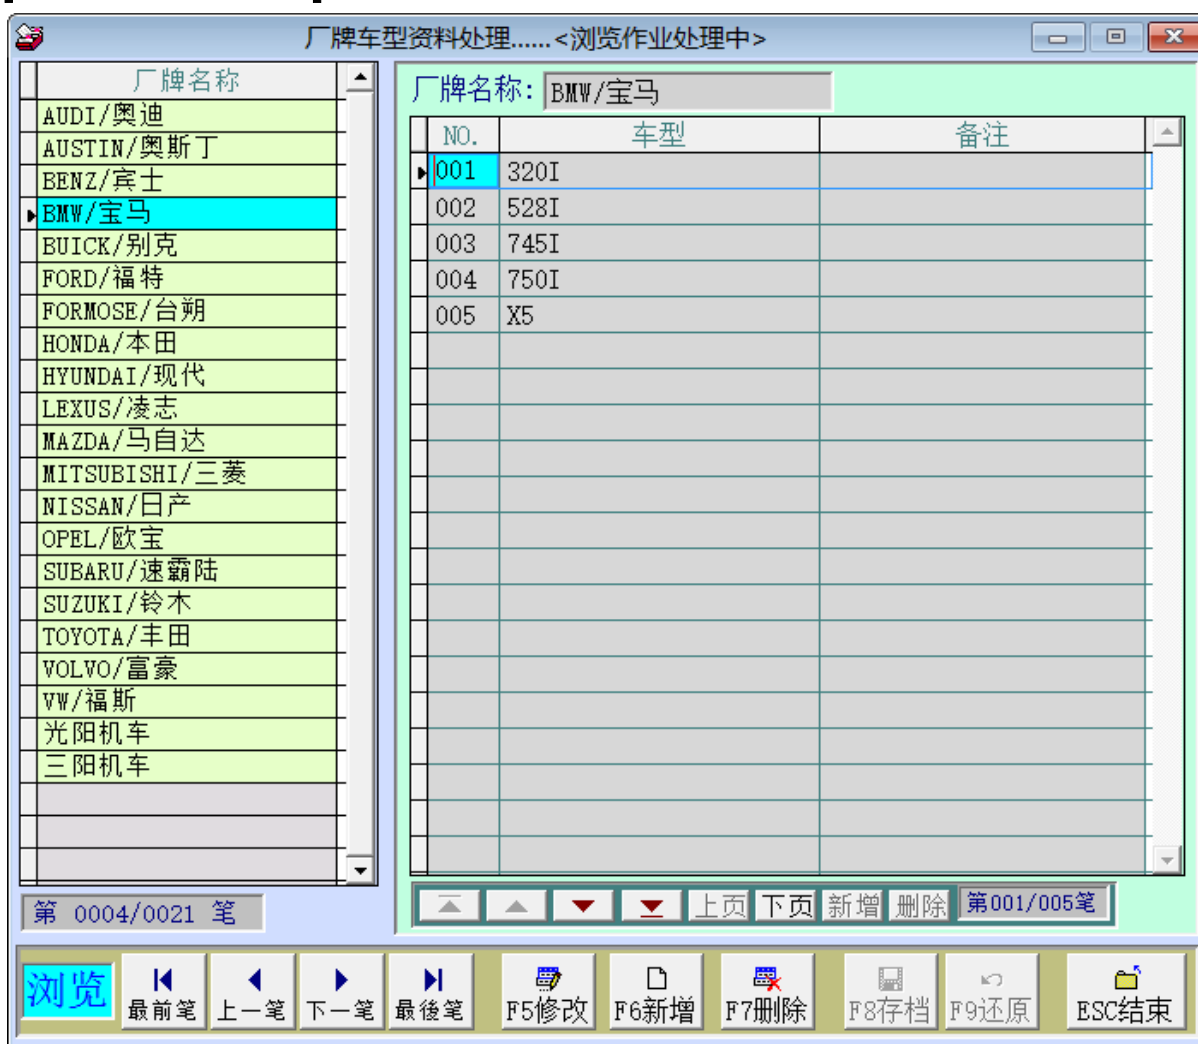 厂牌车型资料处理......<浏览作业处理中>
厂牌名称
AUDI/奥迪
AUSTIN/奥斯丁
BENZ/宾士
BMW/宝马
BUICK/别克
FORD/福特
FORMOSE/台朔
HONDA/本田
HYUNDAI/现代
LEXUS/凌志
MAZDA/马自达
MITSUBISHI/三菱
NISSAN/日产
OPEL/欧宝
SUBARU/速霸陆
SUZUKI/铃木
TOYOTA/丰田
VOLVO/富豪
VW/福斯
光阳机车
三阳机车
第 0004/0021 笔
厂牌名称: BMW/宝马
NO. 车型 备注
001 320I
002 528I
003 745I
004 750I
005 X5
上页 下页 新增 删除 第001/005笔
浏览 最前笔 上一笔 下一笔 最後笔 F5修改 F6新增 F7删除 F8存档 F9还原 ESC结束